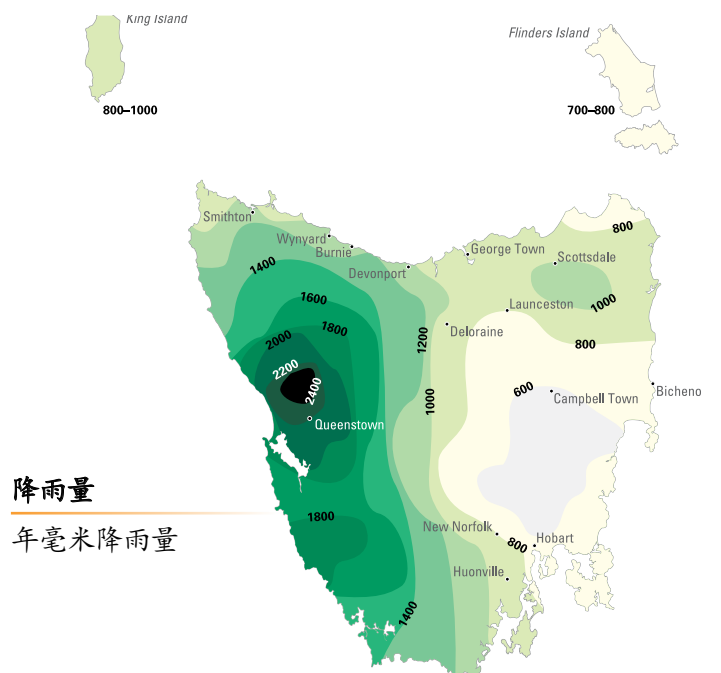 King Island
Flinders Island
800–1000
700–800
Smithton
Wynyard
Burnie
Devonport
George Town
Scottsdale
Launceston
Deloraine
Campbell Town
Bicheno
Queenstown
New Norfolk
Hobart
Huonville
800
1400
1600
1800
2000
2200
2400
1200
1000
1000
800
600
1800
800
1400
降雨量
年毫米降雨量